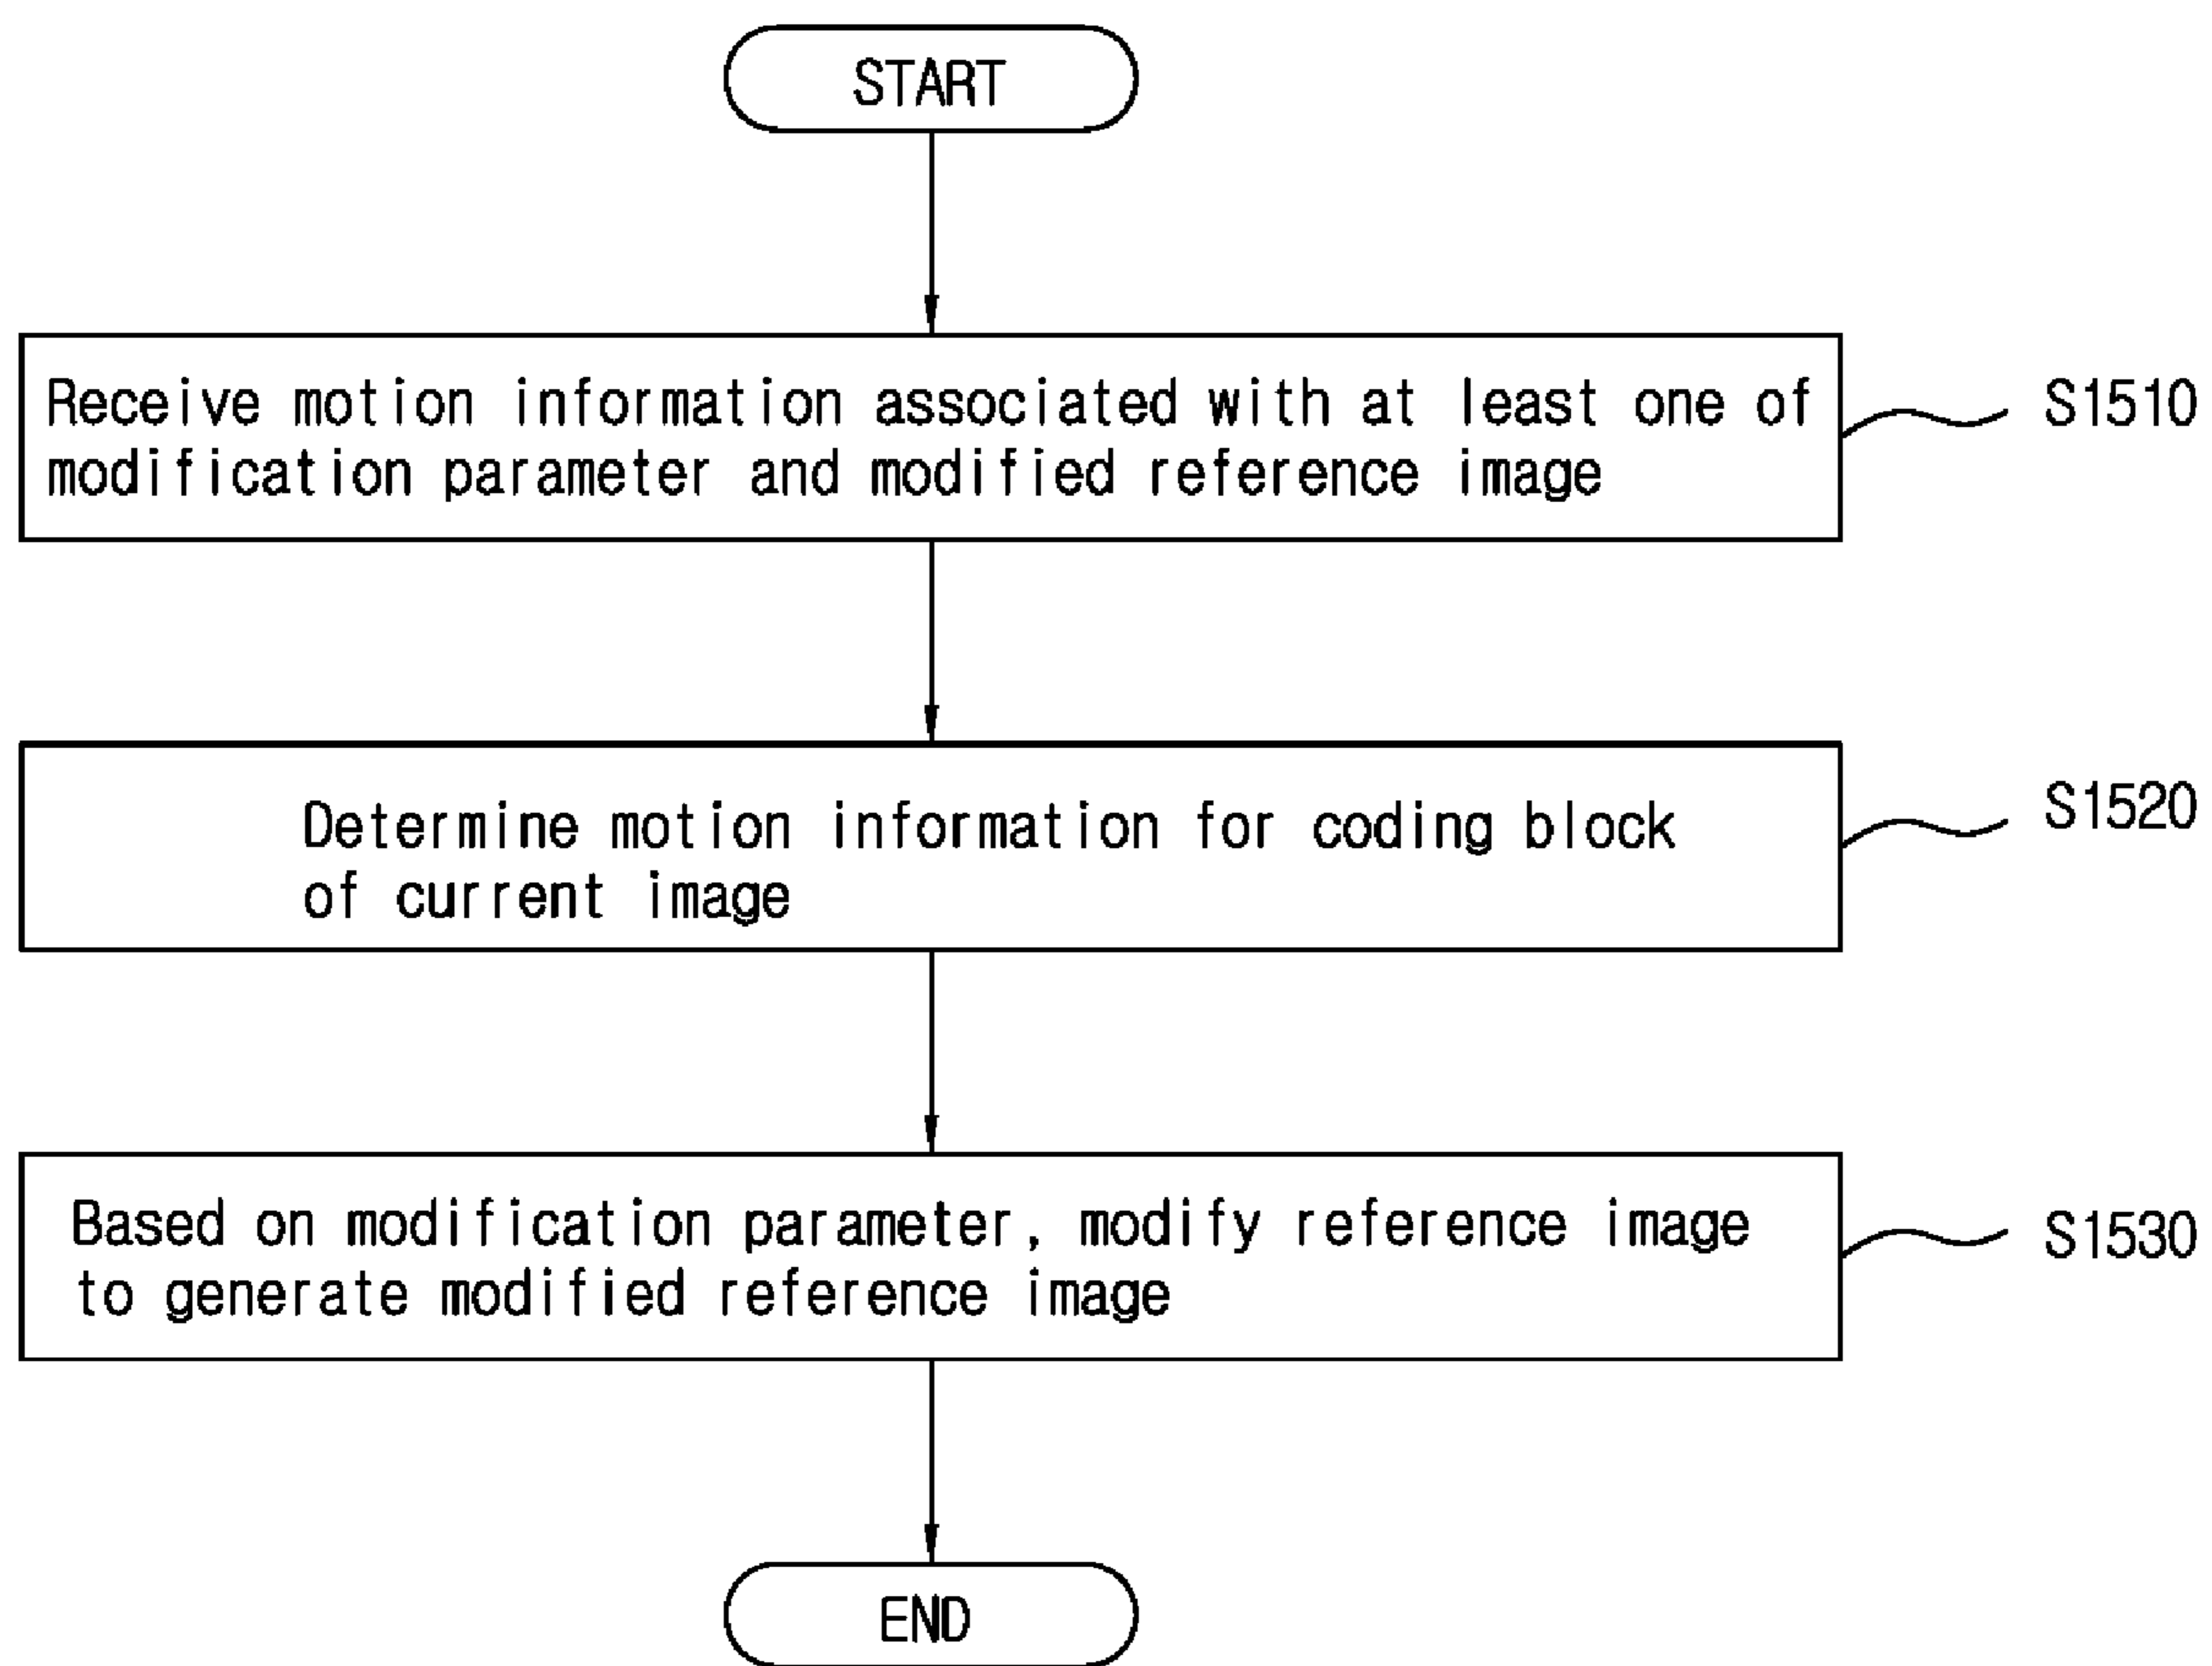 START
Receive motion information associated with at least one of
modification parameter and modified reference image
S1510
Determine motion information for coding block
of current image
S1520
Based on modification parameter, modify reference image
to generate modified reference image
S1530
END